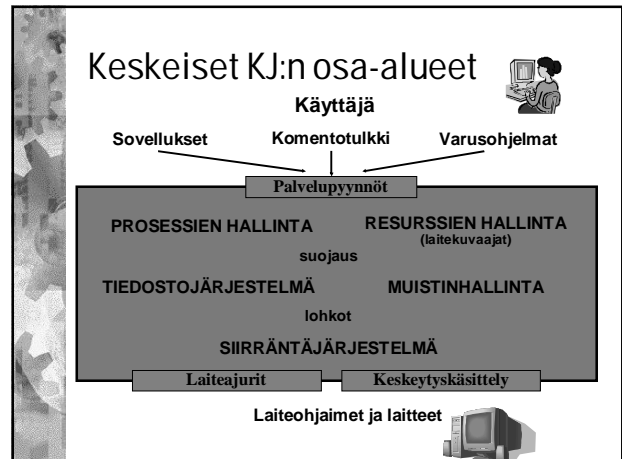 Keskeiset KJ:n osa-alueet
Käyttäjä
Sovellukset Komentotulkki Varusohjelmat
Palvelupyynnöt
PROSESSIEN HALLINTA RESURSSIEN HALLINTA
(laitekuvaajat)
suojaus
TIEDOSTOJÄRJESTELMÄ MUISTINHALLINTA
lohkot
SIIRRÄNTÄJÄRJESTELMÄ
Laiteajurit Keskeytyskäsittely
Laiteohjaimet ja laitteet